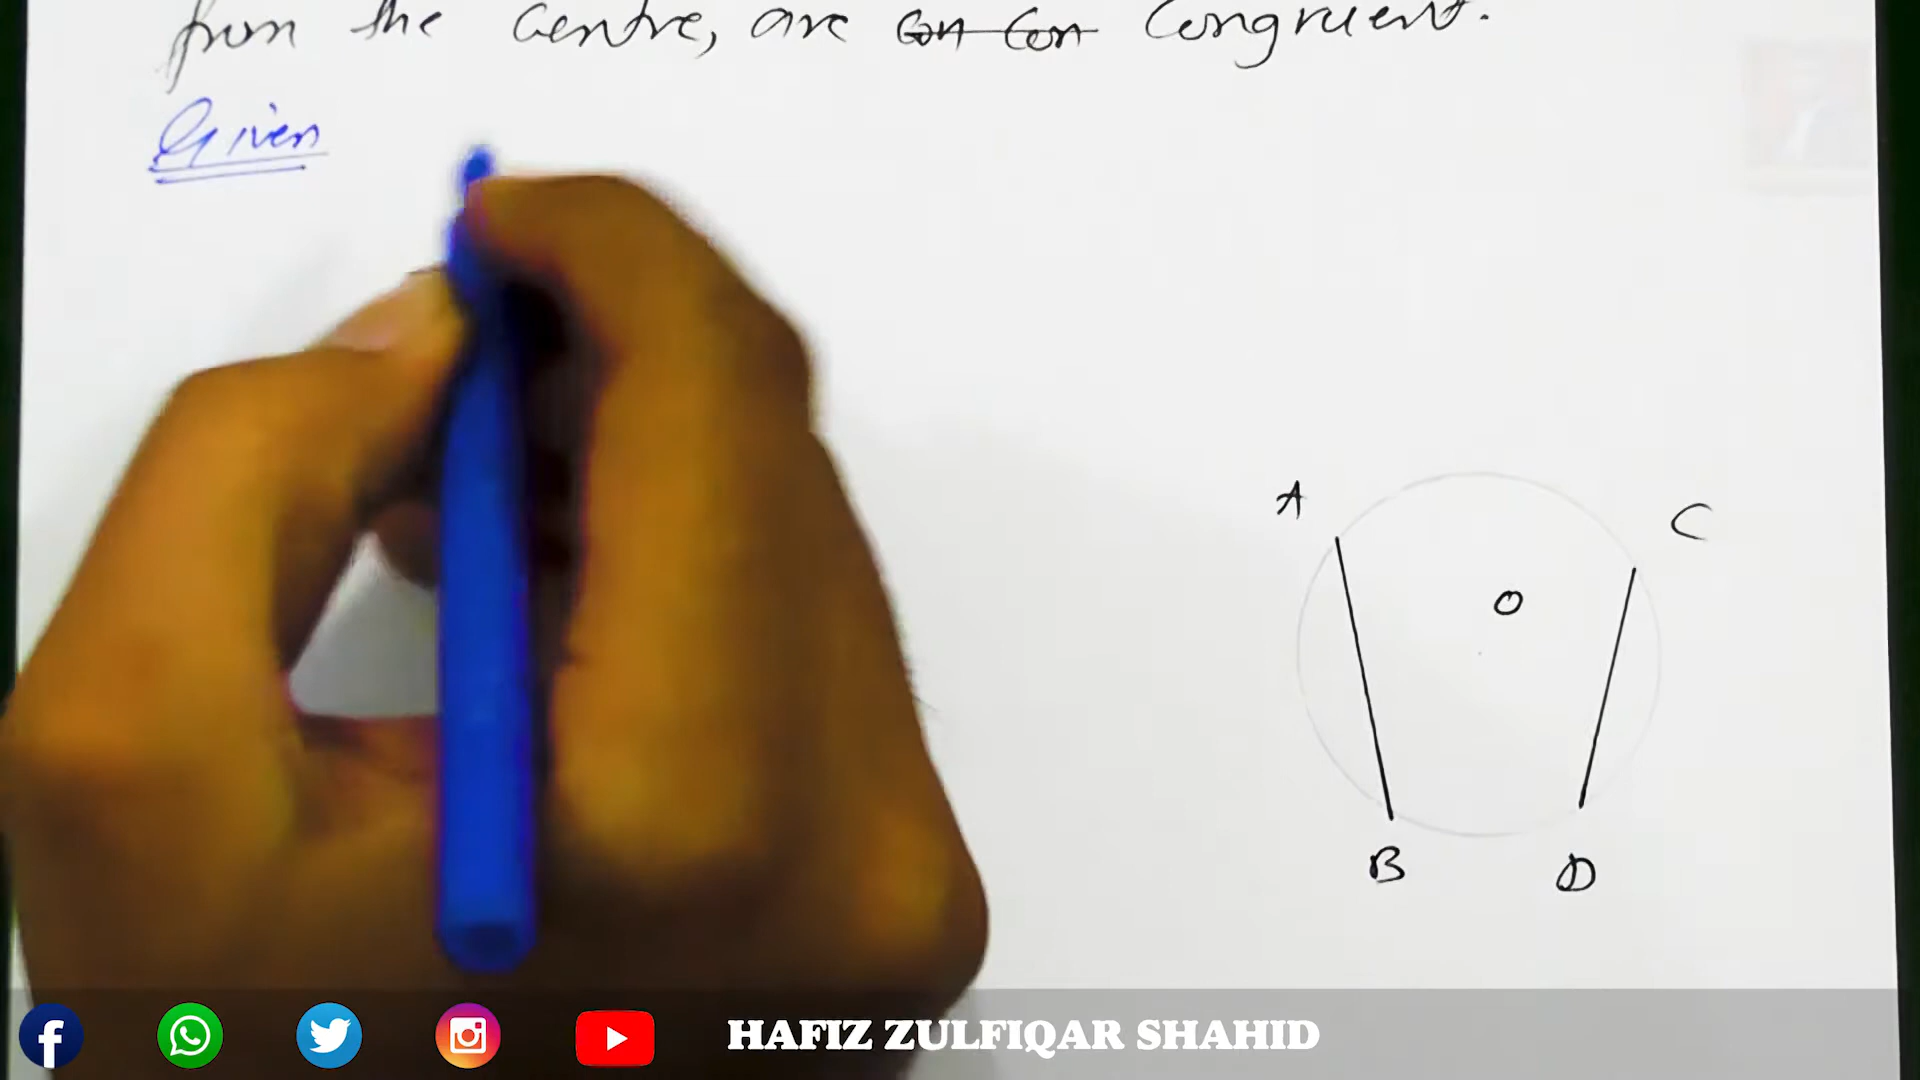 from the Centre, are Con Con Congruent.
Given
A
C
O
B
D
f
HAFIZ ZULFIQAR SHAHID